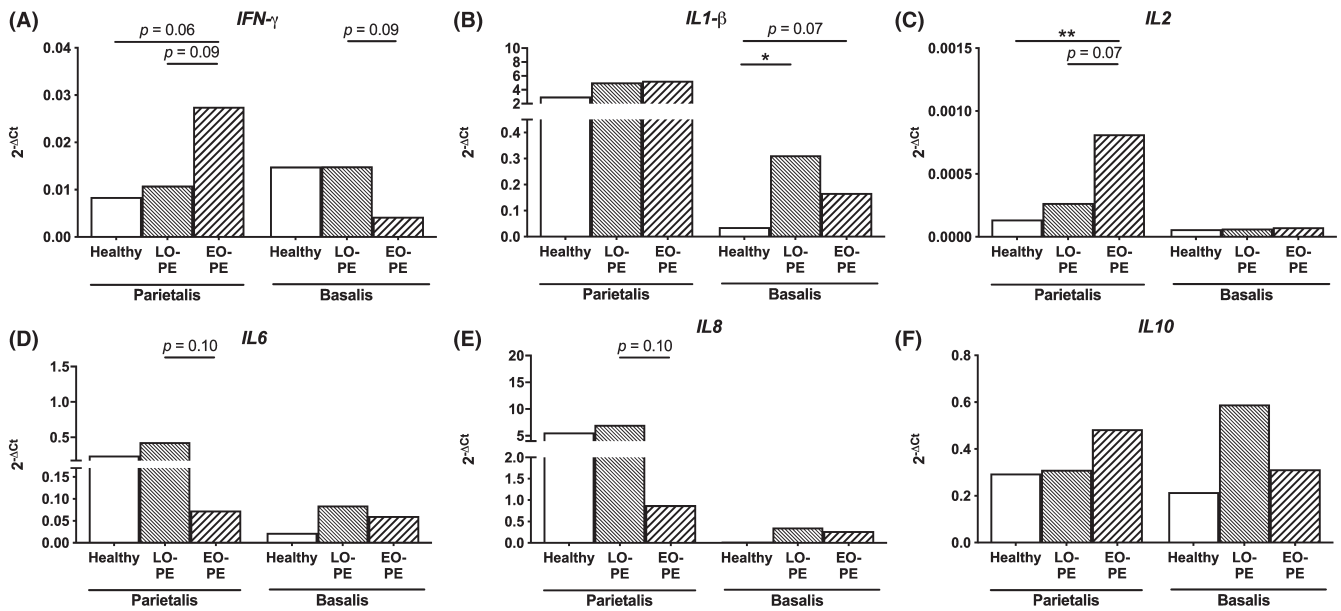 (A) IFN-γ
p = 0.06
p = 0.09
p = 0.09
2-ΔCt
0.04
0.03
0.02
0.01
0.00
Healthy LO-PE EO-PE Healthy LO-PE EO-PE
Parietalis Basalis
(B) IL1-β
p = 0.07
*
2-ΔCt
10
8
6
4
2
0.4
0.3
0.2
0.1
0.0
Healthy LO-PE EO-PE Healthy LO-PE EO-PE
Parietalis Basalis
(C) IL2
**
p = 0.07
2-ΔCt
0.0015
0.0010
0.0005
0.0000
Healthy LO-PE EO-PE Healthy LO-PE EO-PE
Parietalis Basalis
(D) IL6
p = 0.10
2-ΔCt
1.5
1.0
0.5
0.15
0.10
0.05
0.00
Healthy LO-PE EO-PE Healthy LO-PE EO-PE
Parietalis Basalis
(E) IL8
p = 0.10
2-ΔCt
20
15
10
5
2.0
1.5
1.0
0.5
0.0
Healthy LO-PE EO-PE Healthy LO-PE EO-PE
Parietalis Basalis
(F) IL10
2-ΔCt
0.8
0.6
0.4
0.2
0.0
Healthy LO-PE EO-PE Healthy LO-PE EO-PE
Parietalis Basalis